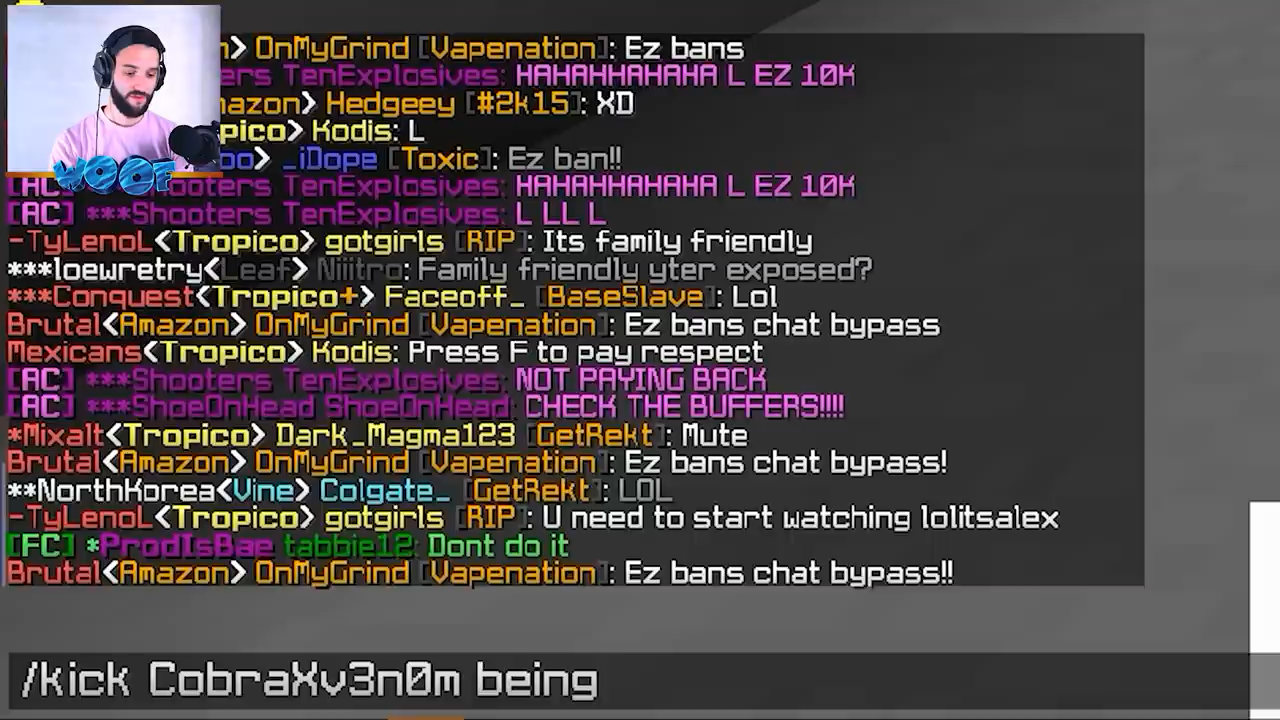 > OnMyGrind [Vapenation]: Ez bans
ers TenExplosives: HAHAHHAHAHA L EZ 10K
azon> Hedgeey [#2k15]: XD
pico> Kodis: L
oo> _iDope [Toxic]: Ez ban!!
[AC] ooters TenExplosives: HAHAHHAHAHA L EZ 10K
WOOF
[AC] ***Shooters TenExplosives: L LL L
-TyLenoL<Tropico> gotgirls [RIP]: Its family friendly
***loewretry<Leaf> Niiitro: Family friendly yter exposed?
***Conquest<Tropico+> Faceoff_ [BaseSlave]: Lol
Brutal<Amazon> OnMyGrind [Vapenation]: Ez bans chat bypass
Mexicans<Tropico> Kodis: Press F to pay respect
[AC] ***Shooters TenExplosives: NOT PAYING BACK
[AC] ***ShoeOnHead ShoeOnHead: CHECK THE BUFFERS!!!!
*Mixalt<Tropico> Dark_Magma123 [GetRekt]: Mute
Brutal<Amazon> OnMyGrind [Vapenation]: Ez bans chat bypass!
**NorthKorea<Vine> Colgate_ [GetRekt]: LOL
-TyLenoL<Tropico> gotgirls [RIP]: U need to start watching lolitsalex
[FC] *ProdIsBae tabbie12: Dont do it
Brutal<Amazon> OnMyGrind [Vapenation]: Ez bans chat bypass!!
/kick CobraXv3n0m being